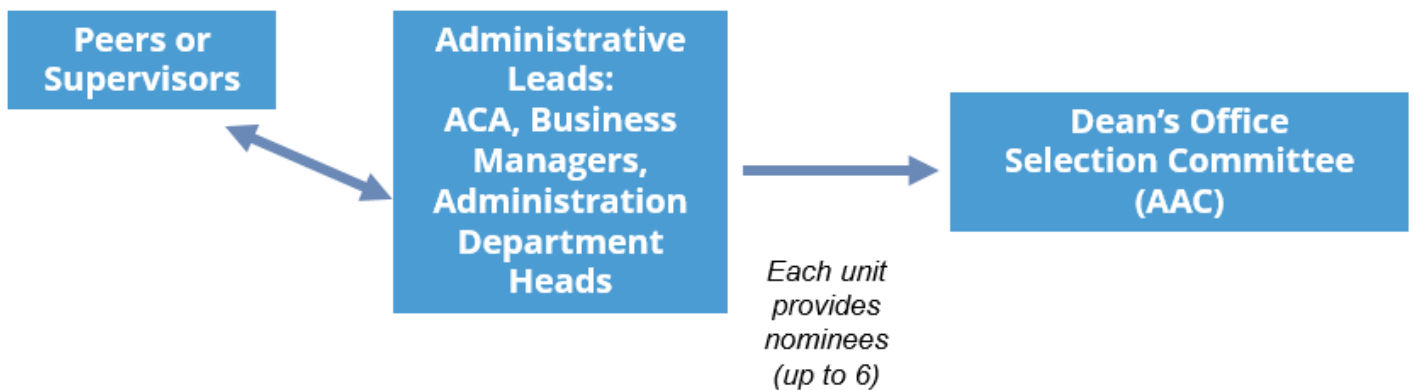 Peers or
Supervisors
Administrative
Leads:
ACA, Business
Managers,
Administration
Department
Heads
Each unit
provides
nominees
(up to 6)
Dean’s Office
Selection Committee
(AAC)